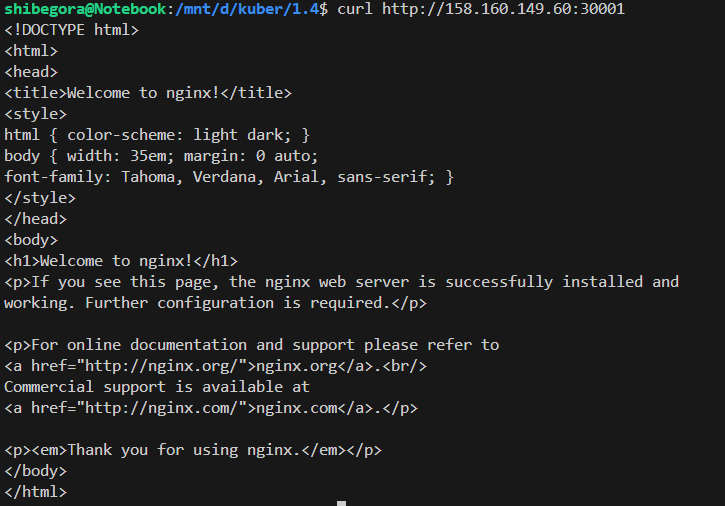 shibegora@Notebook:/mnt/d/kuber/1.4$ curl http://158.160.149.60:30001
<!DOCTYPE html>
<html>
<head>
<title>Welcome to nginx!</title>
<style>
html { color-scheme: light dark; }
body { width: 35em; margin: 0 auto;
font-family: Tahoma, Verdana, Arial, sans-serif; }
</style>
</head>
<body>
<h1>Welcome to nginx!</h1>
<p>If you see this page, the nginx web server is successfully installed and
working. Further configuration is required.</p>

<p>For online documentation and support please refer to
<a href="http://nginx.org/">nginx.org</a>.<br/>
Commercial support is available at
<a href="http://nginx.com/">nginx.com</a>.</p>

<p><em>Thank you for using nginx.</em></p>
</body>
</html>